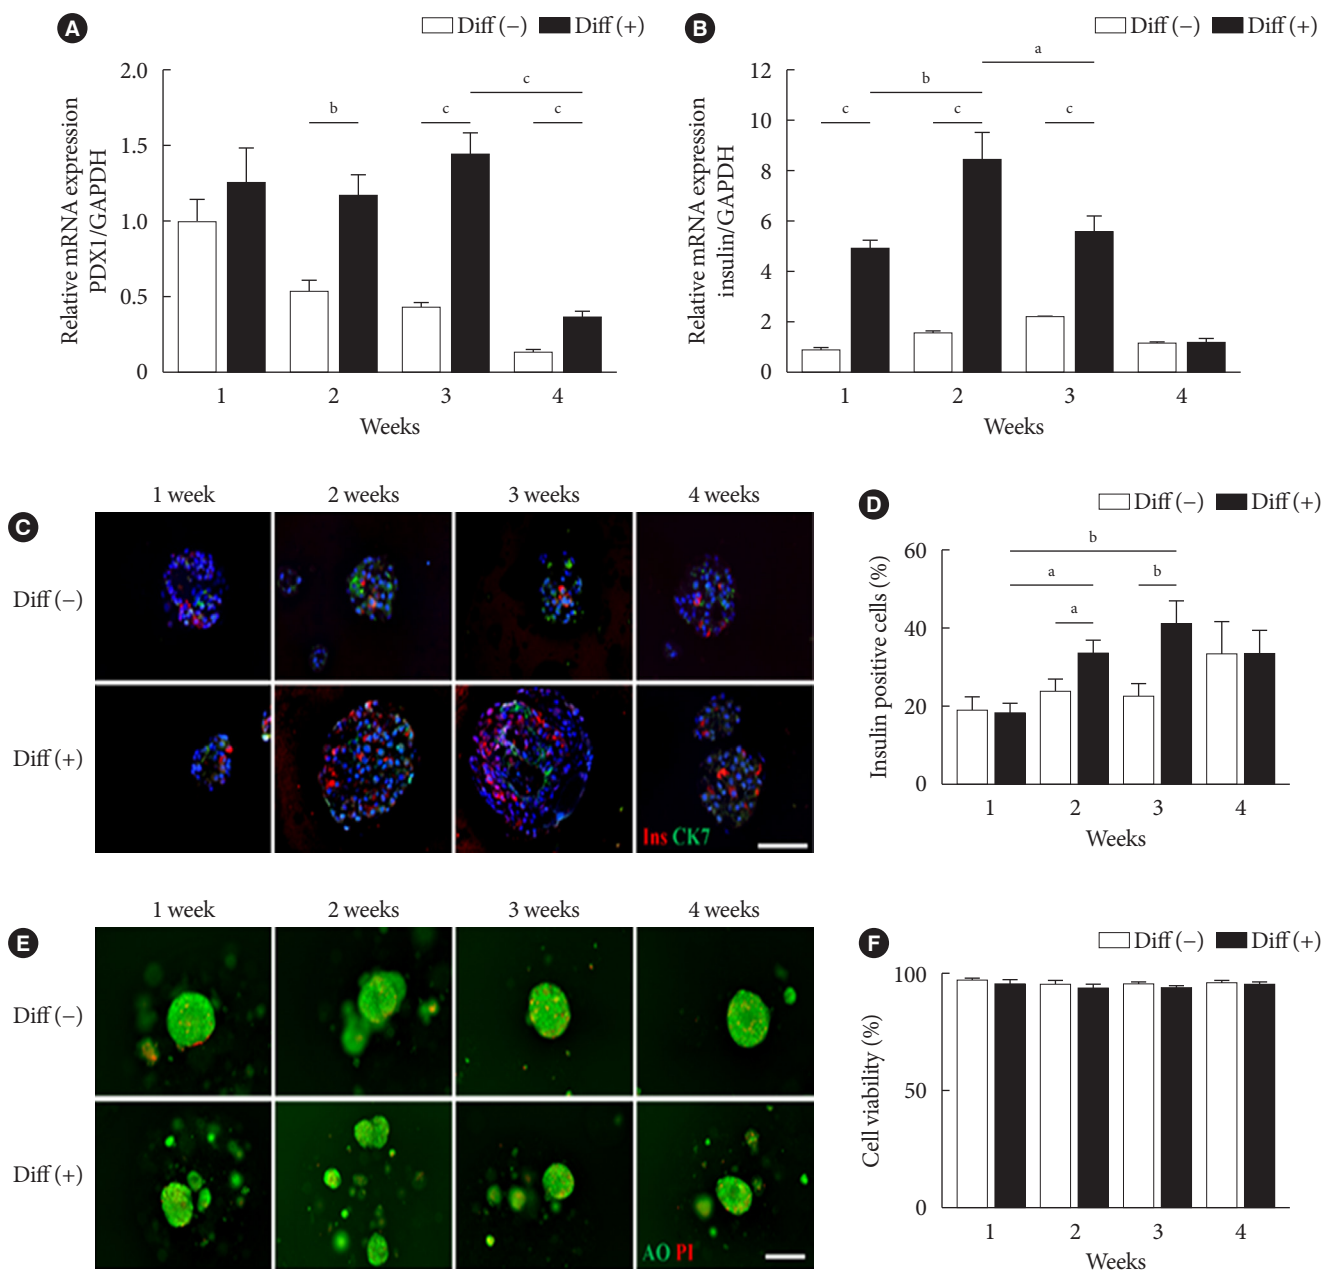 A
Diff (−) Diff (+)
Relative mRNA expression
PDX1/GAPDH
2.0
1.5
1.0
0.5
0
b
c
c
c
1 2 3 4
Weeks
B
Diff (−) Diff (+)
Relative mRNA expression
insulin/GAPDH
12
10
8
6
4
2
0
a
b
c
c
c
1 2 3 4
Weeks
C
1 week 2 weeks 3 weeks 4 weeks
Diff (−)
Diff (+)
Ins CK7
D
Diff (−) Diff (+)
Insulin positive cells (%)
60
40
20
0
b
a
b
a
1 2 3 4
Weeks
E
1 week 2 weeks 3 weeks 4 weeks
Diff (−)
Diff (+)
AO PI
F
Diff (−) Diff (+)
Cell viability (%)
100
50
0
1 2 3 4
Weeks